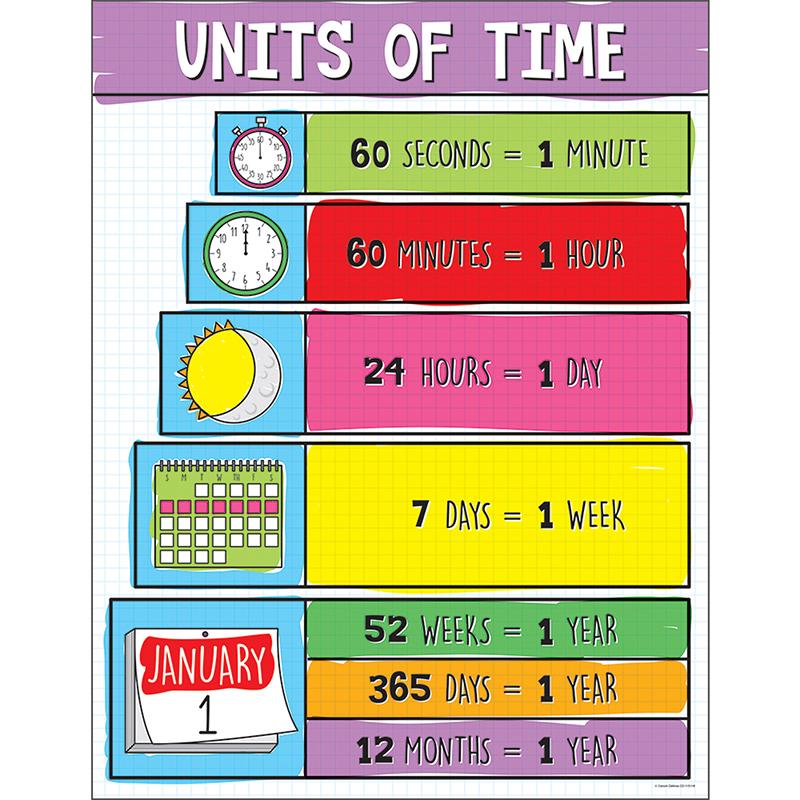 UNITS OF TIME
60 SECONDS = 1 MINUTE
60 MINUTES = 1 HOUR
24 HOURS = 1 DAY
S M T W TH F S
7 DAYS = 1 WEEK
JANUARY
1
52 WEEKS = 1 YEAR
365 DAYS = 1 YEAR
12 MONTHS = 1 YEAR